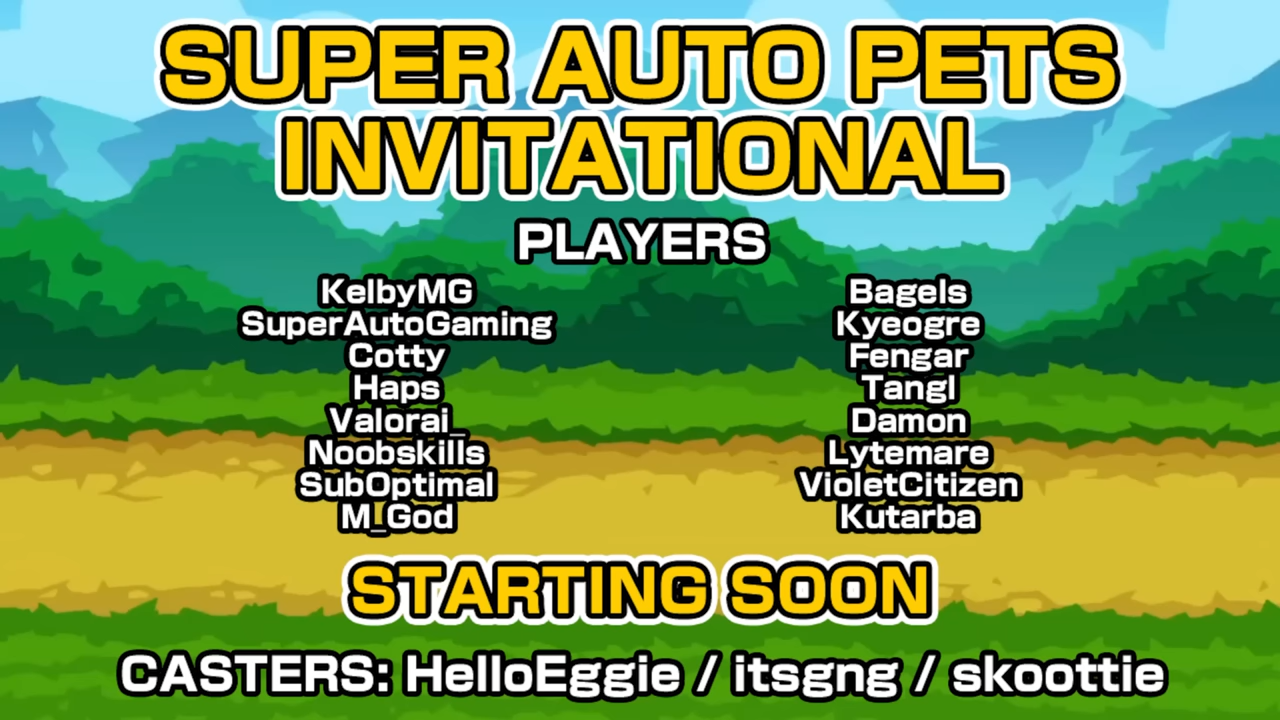 SUPER AUTO PETS
INVITATIONAL
PLAYERS
KelbyMG
SuperAutoGaming
Cotty
Haps
Valorai_
Noobskills
SubOptimal
M_God
Bagels
Kyeogre
Fengar
Tangl
Damon
Lytemare
VioletCitizen
Kutarba
STARTING SOON
CASTERS: HelloEggie / itsgng / skoottie